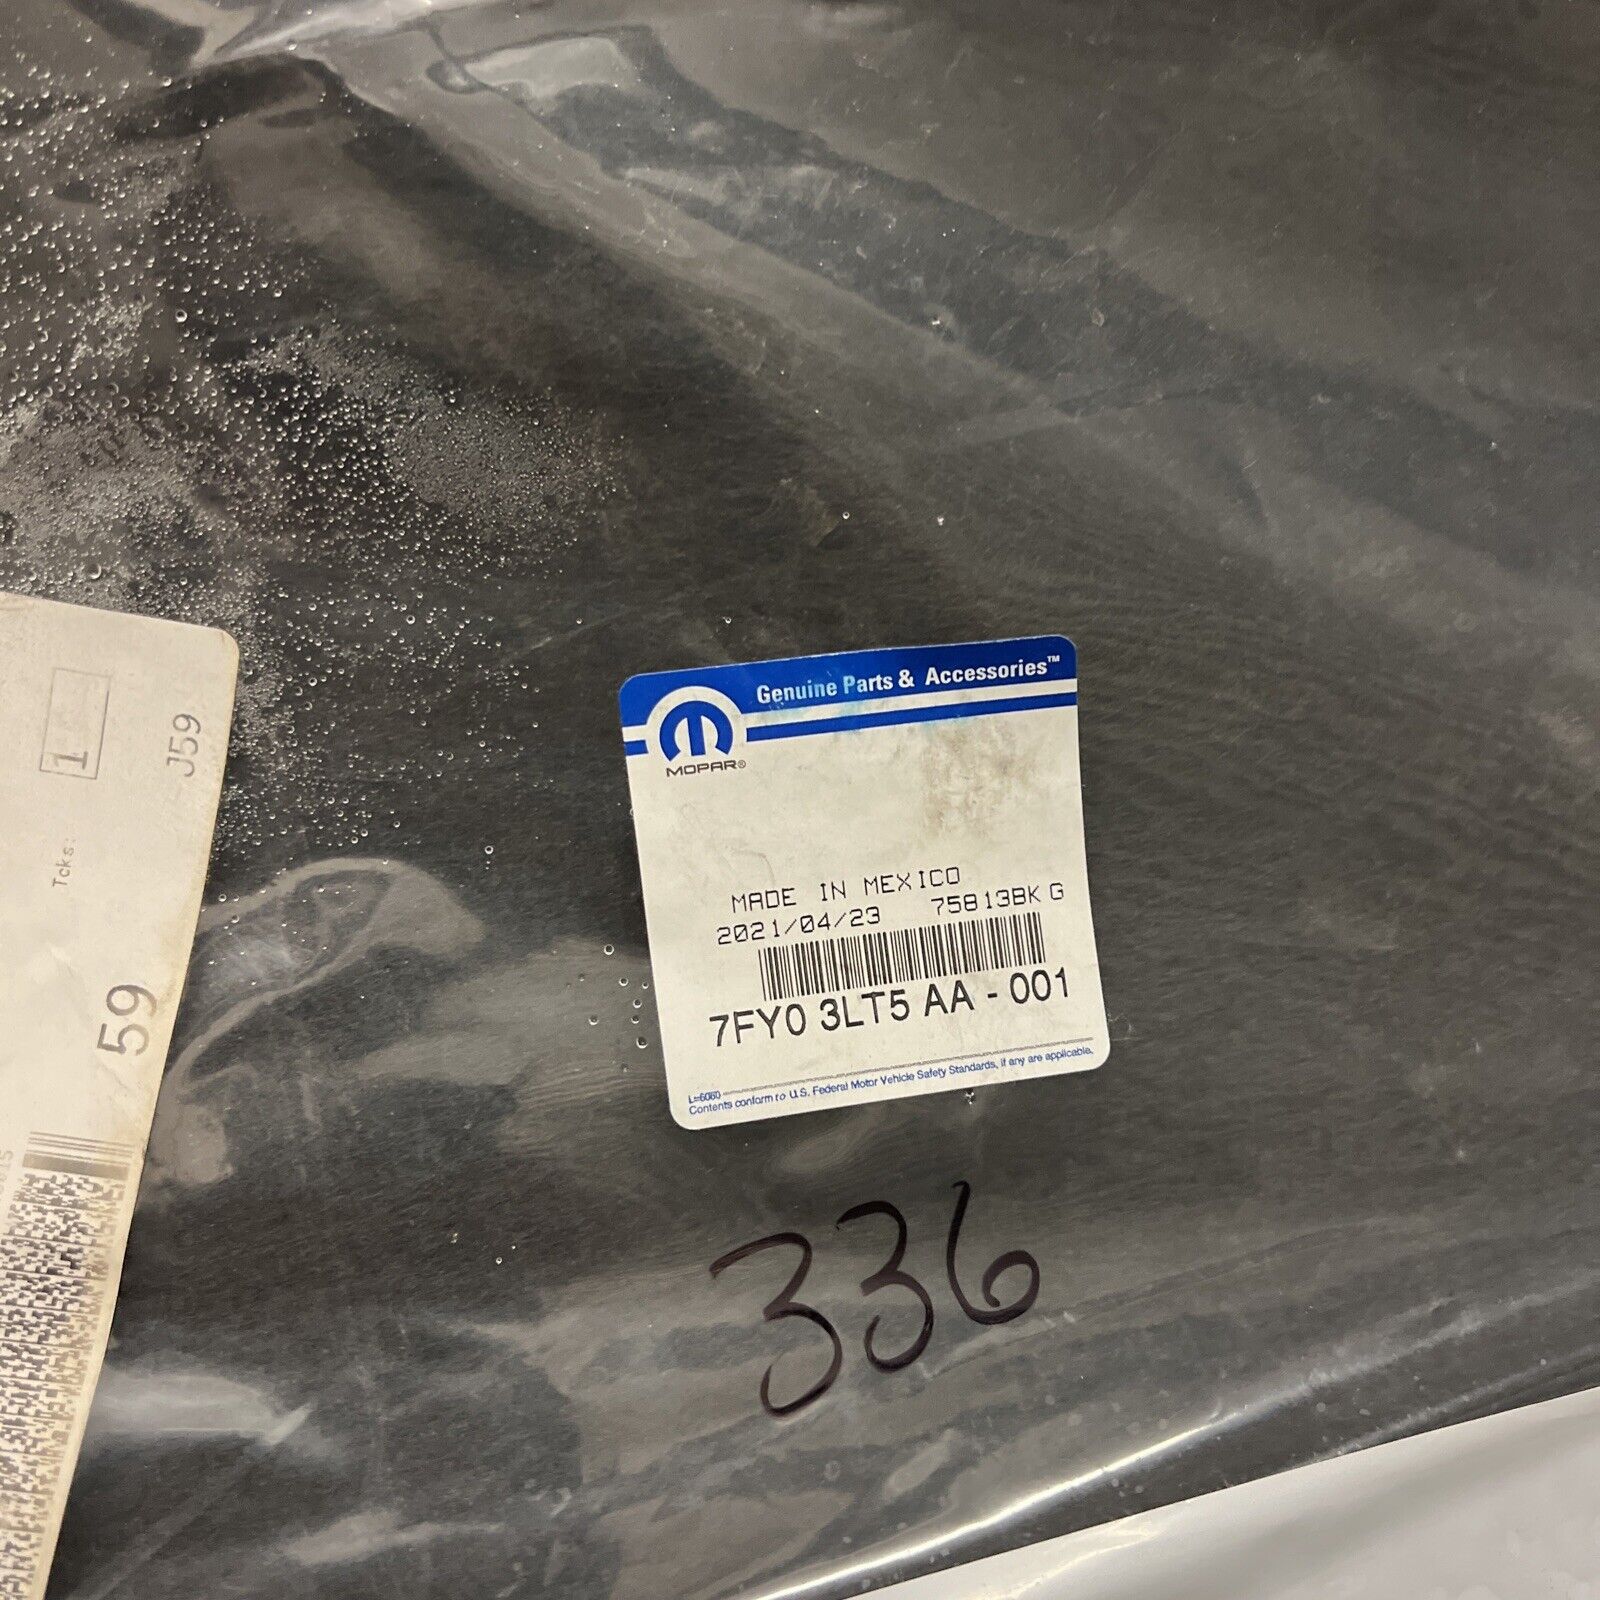 Genuine Parts & Accessories™
MOPAR®
MADE IN MEXICO
2021/04/23 75813BK G
7FY0 3LT5 AA - 001
L=6060
Contents conform to U.S. Federal Motor Vehicle Safety Standards, if any are applicable.
336
1
J59
Tcks:
59